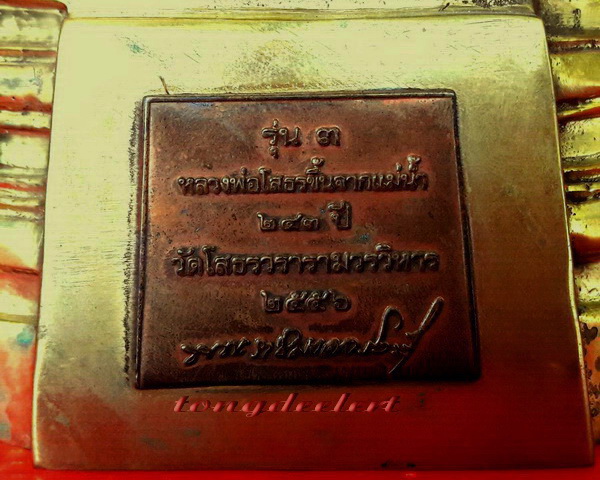 รุ่น ๓
หลวงพ่อโสธรขึ้นจากแม่น้ำ
๒๔๓ ปี
วัดโสธรวรารามวรวิหาร
๒๕๕๖